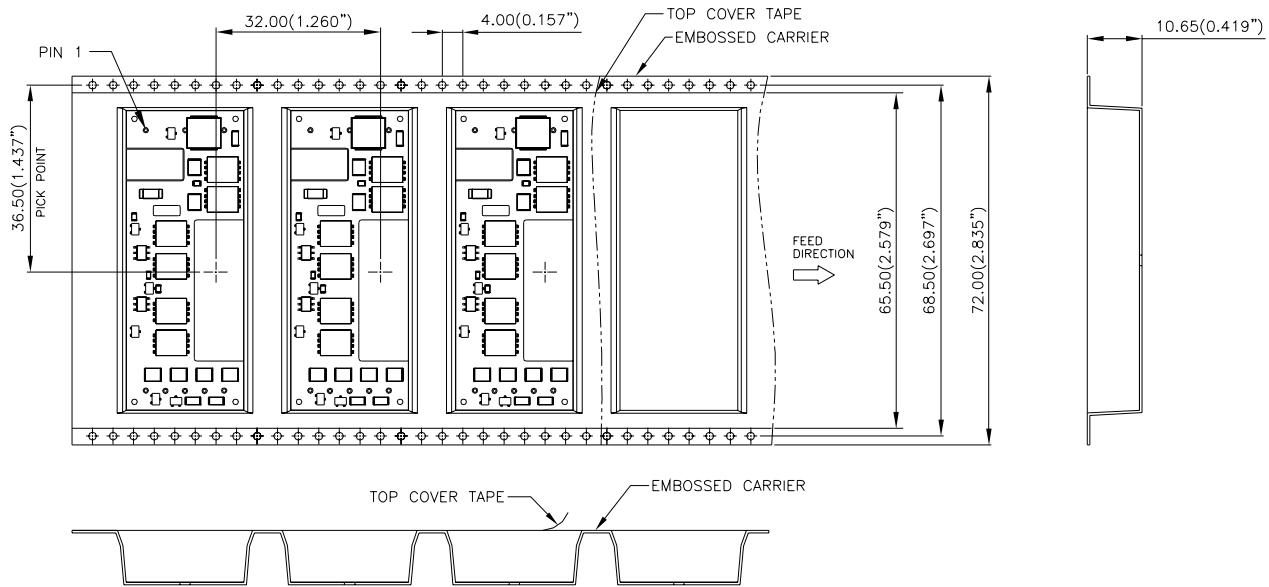 32.00(1.260”)
4.00(0.157”)
TOP COVER TAPE
EMBOSSED CARRIER
10.65(0.419”)
PIN 1
36.50(1.437”)
PICK POINT
FEED
DIRECTION
65.50(2.579”)
68.50(2.697”)
72.00(2.835”)
TOP COVER TAPE
EMBOSSED CARRIER